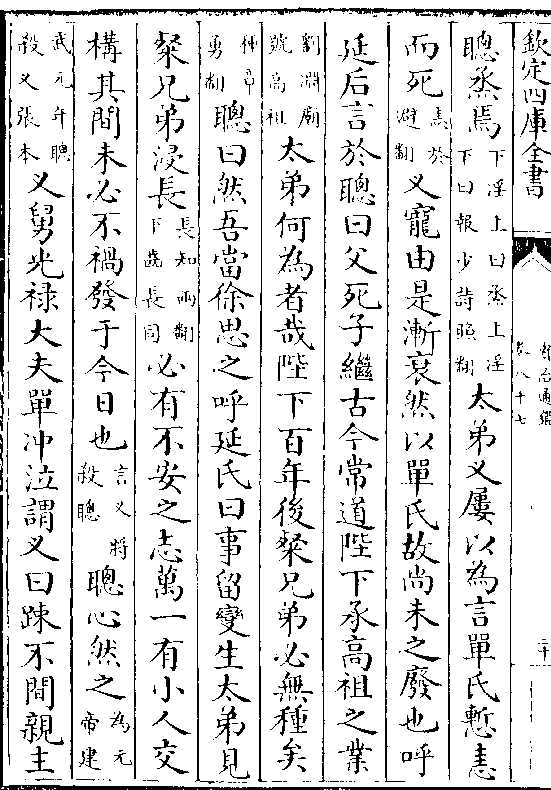 欽定四庫全書
資治通鑑
卷八十七
二十
聰烝焉下淫上曰烝上淫下曰報少詩照翻太弟乂屢以為言單氏慙恚
而死恚於避翻乂寵由是漸衰然以單氏故尚未之廢也呼
延后言於聰曰父死子繼古今常道陛下承高祖之業
劉淵廟號高祖太弟何為者哉陛下百年後粲兄弟必無種矣
種章勇翻聰曰然吾當徐思之呼延氏曰事留變生太弟見
粲兄弟浸長長知兩翻下歲長同必有不安之志萬一有小人交
構其間未必不禍發于今日也言乂將殺聰聰心然之為元帝建
武元年聰殺乂張本乂舅光禄大夫單沖泣謂乂曰踈不間親主